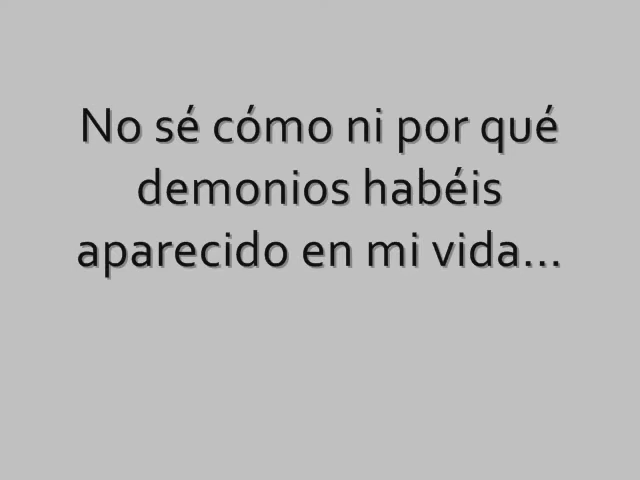 No sé cómo ni por qué
demonios habéis
aparecido en mi vida...